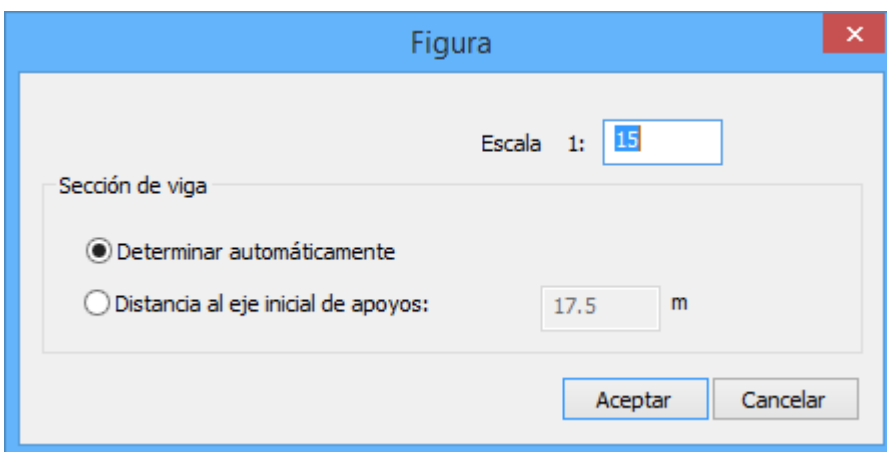 Figura
Escala 1: 15
Sección de viga
Determinar automáticamente
Distancia al eje inicial de apoyos: 17.5 m
Aceptar Cancelar